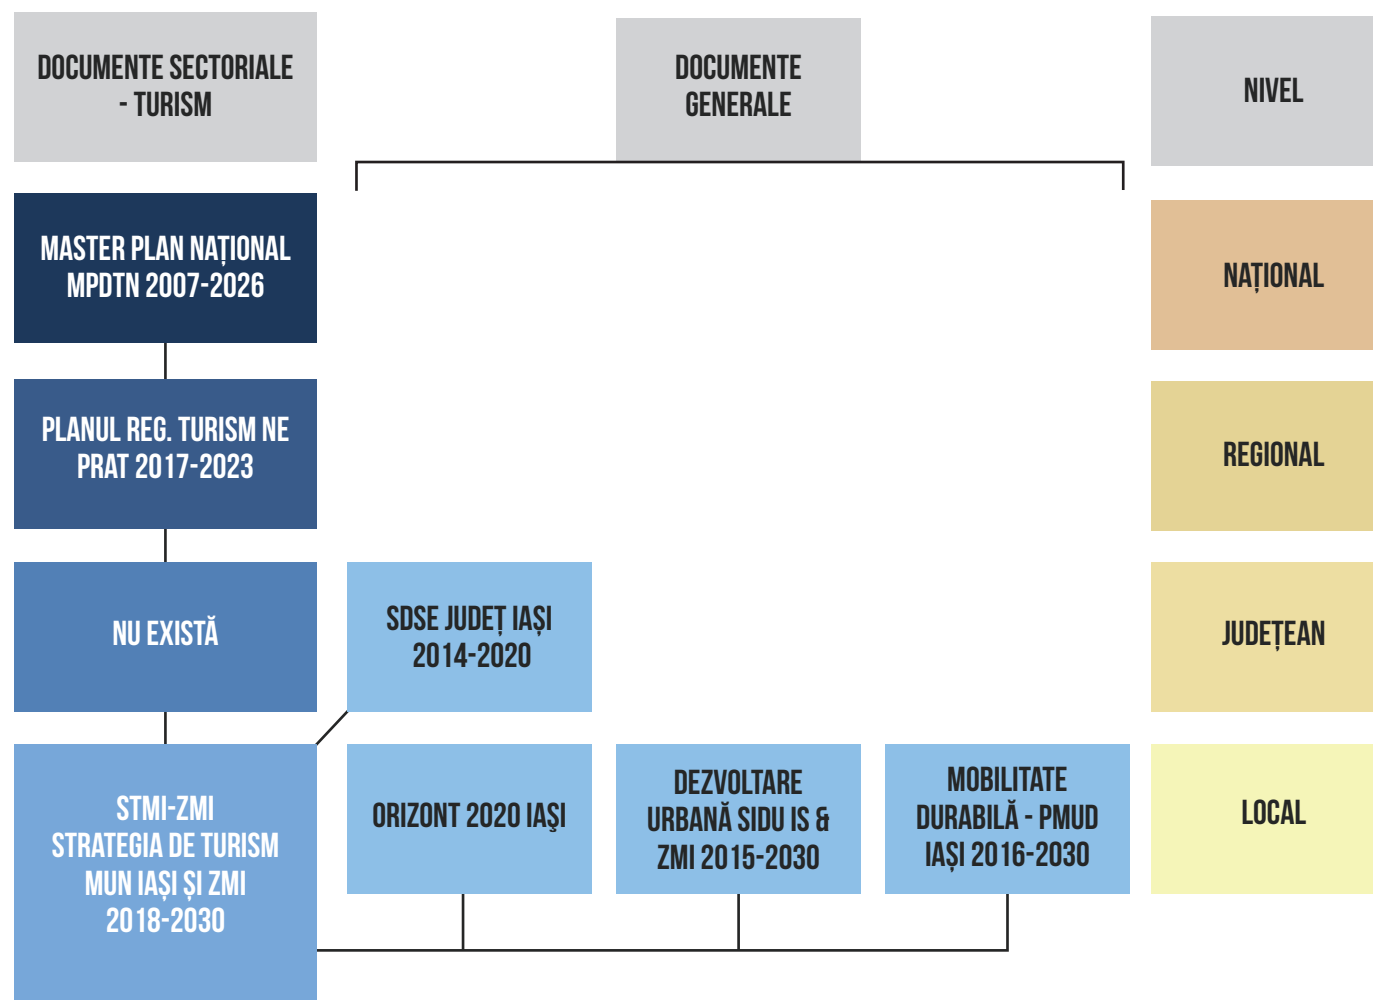 DOCUMENTE SECTORIALE
- TURISM
DOCUMENTE
GENERALE
NIVEL
MASTER PLAN NAȚIONAL
MPDTN 2007-2026
NAȚIONAL
PLANUL REG. TURISM NE
PRAT 2017-2023
REGIONAL
NU EXISTĂ
SDSE JUDEȚ IAȘI
2014-2020
JUDEȚEAN
STMI-ZMI
STRATEGIA DE TURISM
MUN IAȘI ȘI ZMI
2018-2030
ORIZONT 2020 IAŞI
DEZVOLTARE
URBANĂ SIDU IS &
ZMI 2015-2030
MOBILITATE
DURABILĂ - PMUD
IAȘI 2016-2030
LOCAL